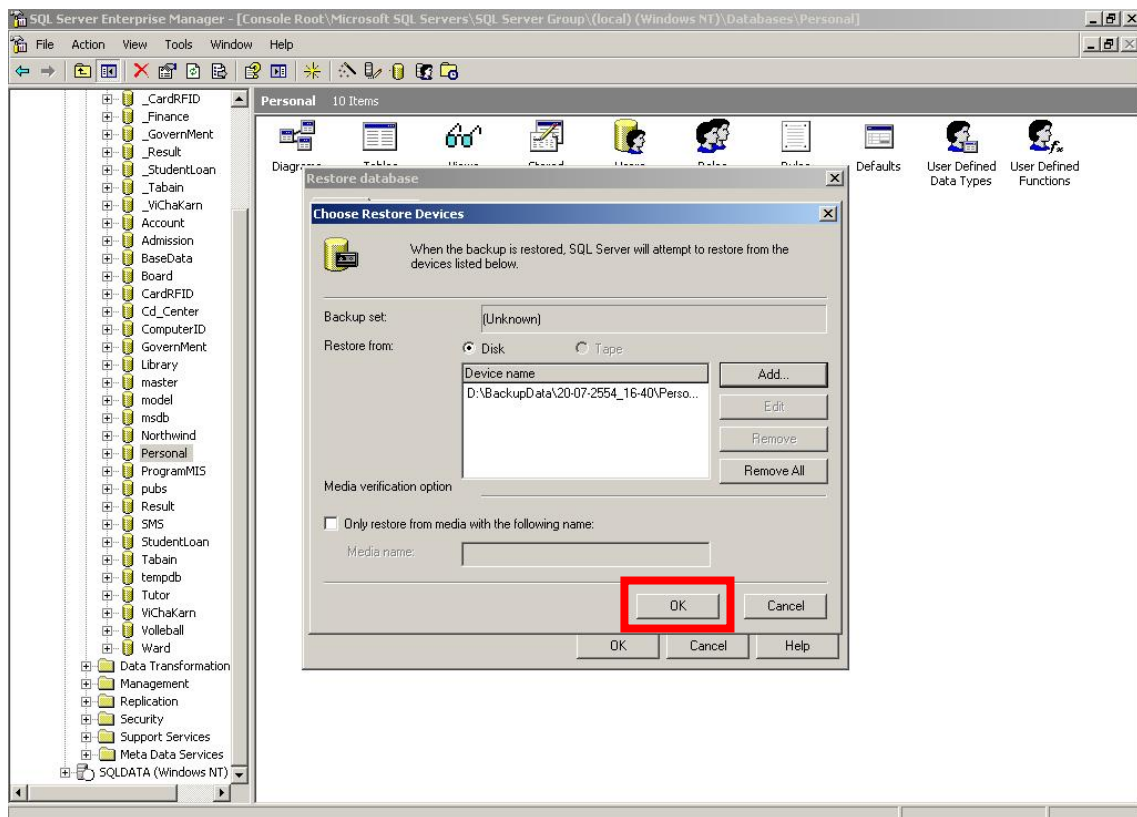 SQL Server Enterprise Manager - [Console Root\Microsoft SQL Servers\SQL Server Group\(local) (Windows NT)\Databases\Personal]
File Action View Tools Window Help
_CardRFID
_Finance
_GovernMent
_Result
_StudentLoan
_Tabain
_ViChaKarn
Account
Admission
BaseData
Board
CardRFID
Cd_Center
ComputerID
GovernMent
Library
master
model
msdb
Northwind
Personal
ProgramMIS
pubs
Result
SMS
StudentLoan
Tabain
tempdb
Tutor
ViChaKarn
Volleball
Ward
Data Transformation
Management
Replication
Security
Support Services
Meta Data Services
SQLDATA (Windows NT)
Personal 10 Items
Defaults
User Defined Data Types
User Defined Functions
Restore database
Choose Restore Devices
When the backup is restored, SQL Server will attempt to restore from the
devices listed below.
Backup set: (Unknown)
Restore from: Disk Tape
Device name
D:\BackupData\20-07-2554_16-40\Perso...
Add...
Edit
Remove
Remove All
Media verification option
Only restore from media with the following name:
Media name:
OK Cancel
OK Cancel Help